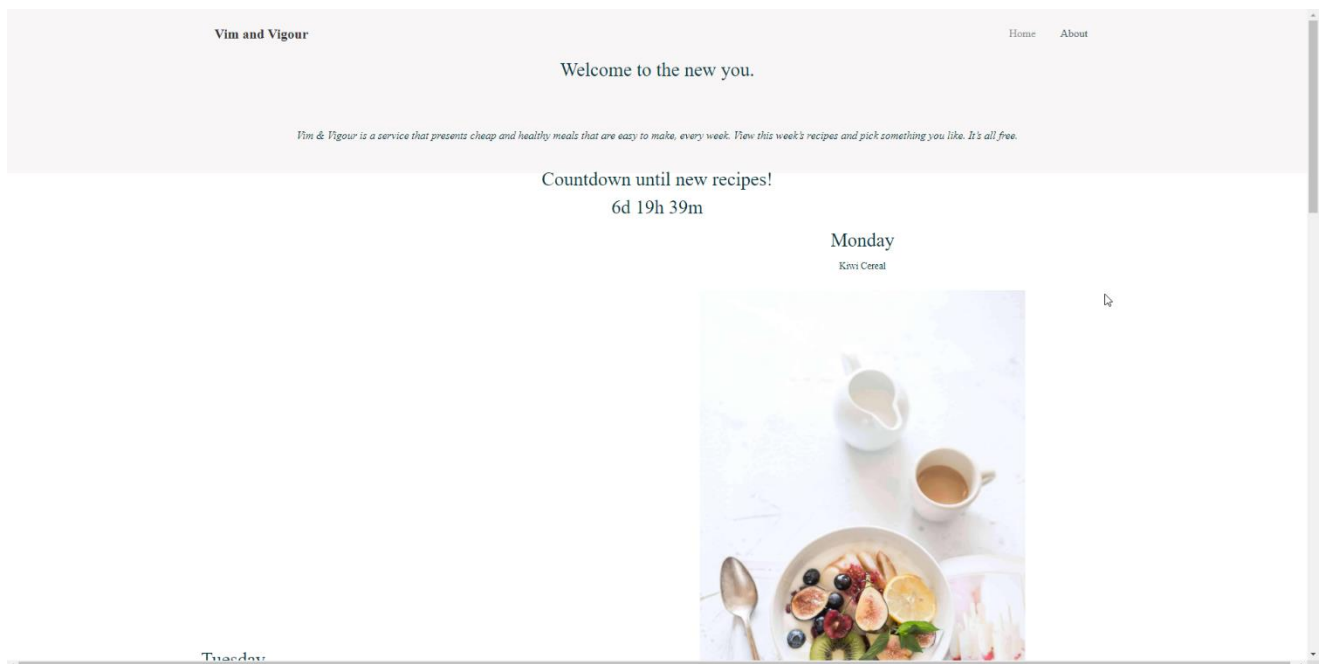 Vim and Vigour
Home About
Welcome to the new you.
Vim & Vigour is a service that presents cheap and healthy meals that are easy to make, every week. View this week's recipes and pick something you like. It's all free.
Countdown until new recipes!
6d 19h 39m
Monday
Kiwi Cereal
Tuesday